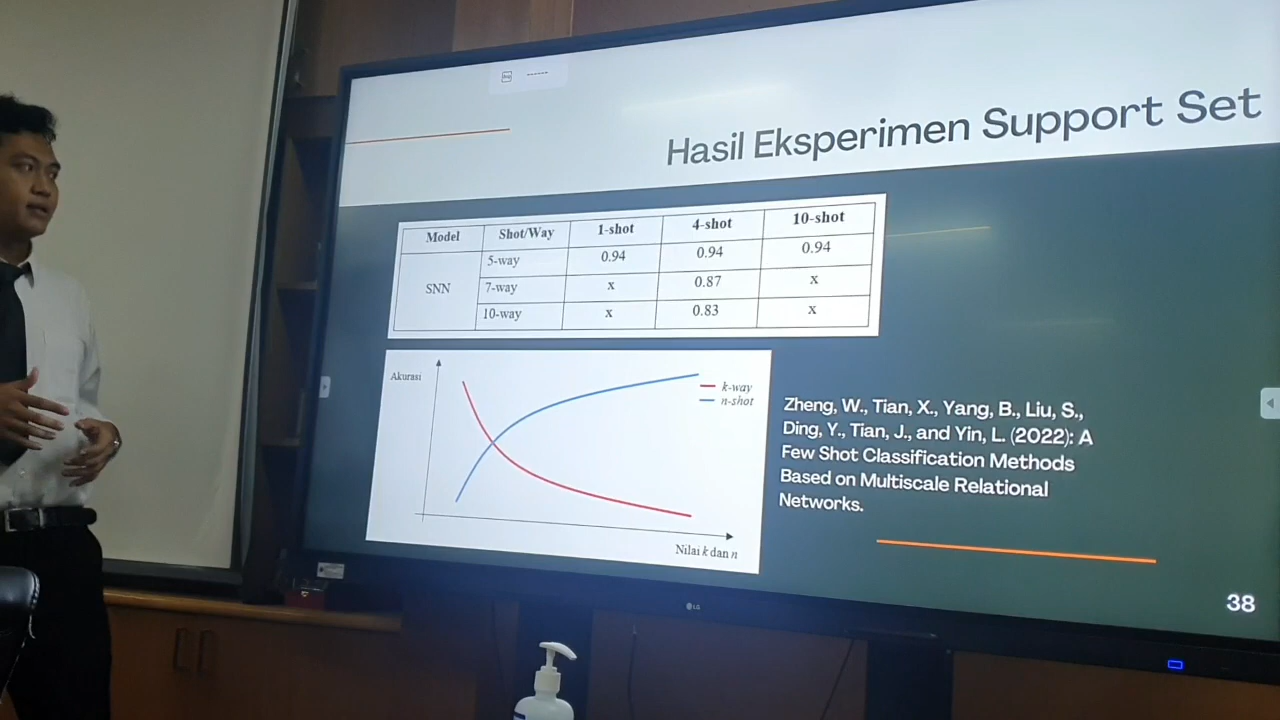 Hasil Eksperimen Support Set
Model Shot/Way 1-shot 4-shot 10-shot
SNN
5-way 0.94 0.94 0.94
7-way x 0.87 x
10-way x 0.83 x
Akurasi
k-way
n-shot
Nilai k dan n
Zheng, W., Tian, X., Yang, B., Liu, S.,
Ding, Y., Tian, J., and Yin, L. (2022): A
Few Shot Classification Methods
Based on Multiscale Relational
Networks.
38
LG